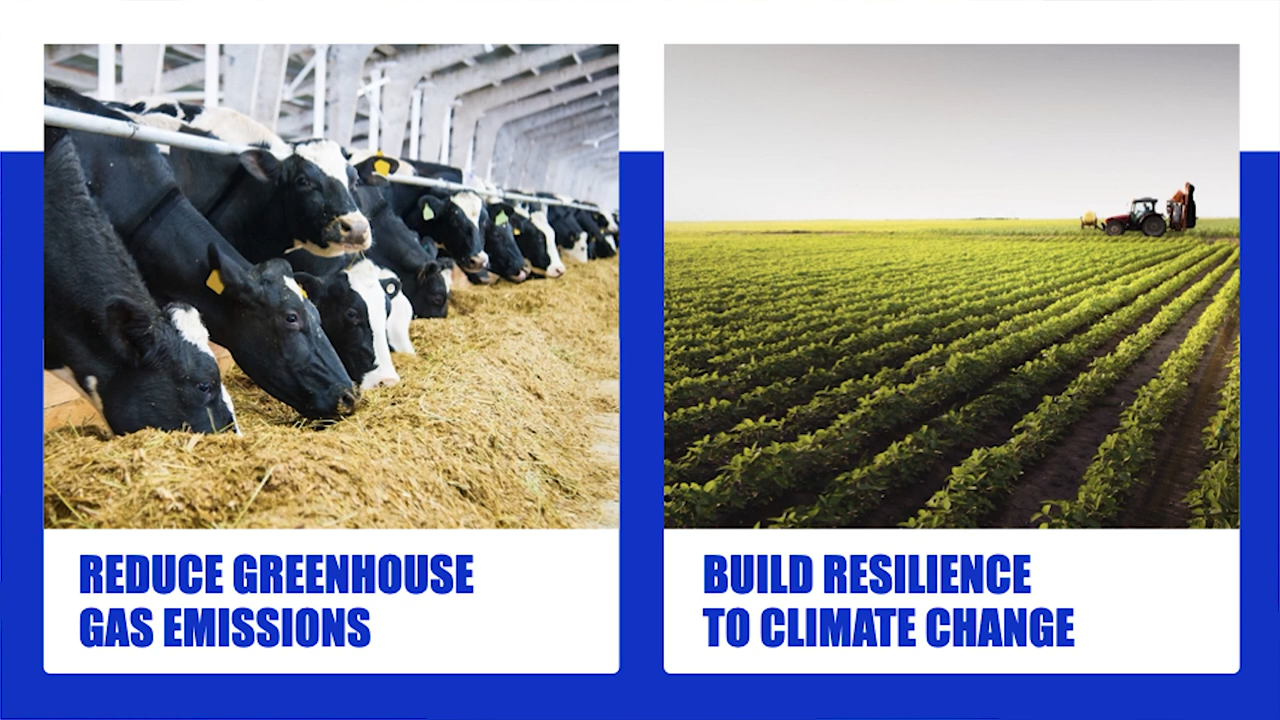 REDUCE GREENHOUSE
GAS EMISSIONS
BUILD RESILIENCE
TO CLIMATE CHANGE